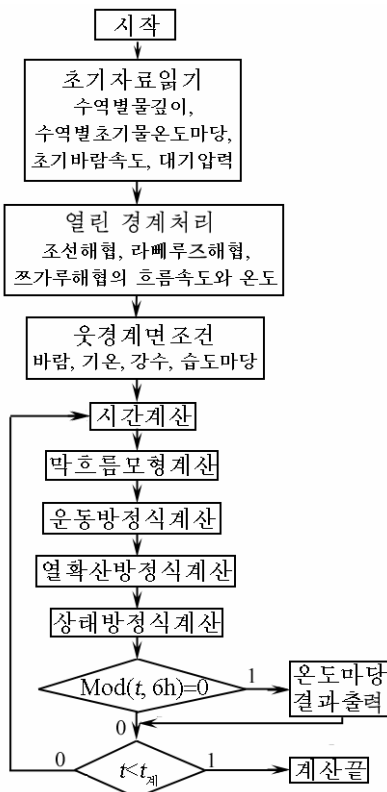 시작
초기자료읽기
수역별물깊이,
수역별초기물온도마당,
초기바람속도, 대기압력
열린 경계처리
조선해협, 라뻬루즈해협,
쯔가루해협의 흐름속도와 온도
웃경계면조건
바람, 기온, 강수, 습도마당
시간계산
막흐름모형계산
운동방정식계산
열확산방정식계산
상태방정식계산
Mod(t, 6h)=0
1
온도마당
결과출력
0
0
t<t계
1
계산끝